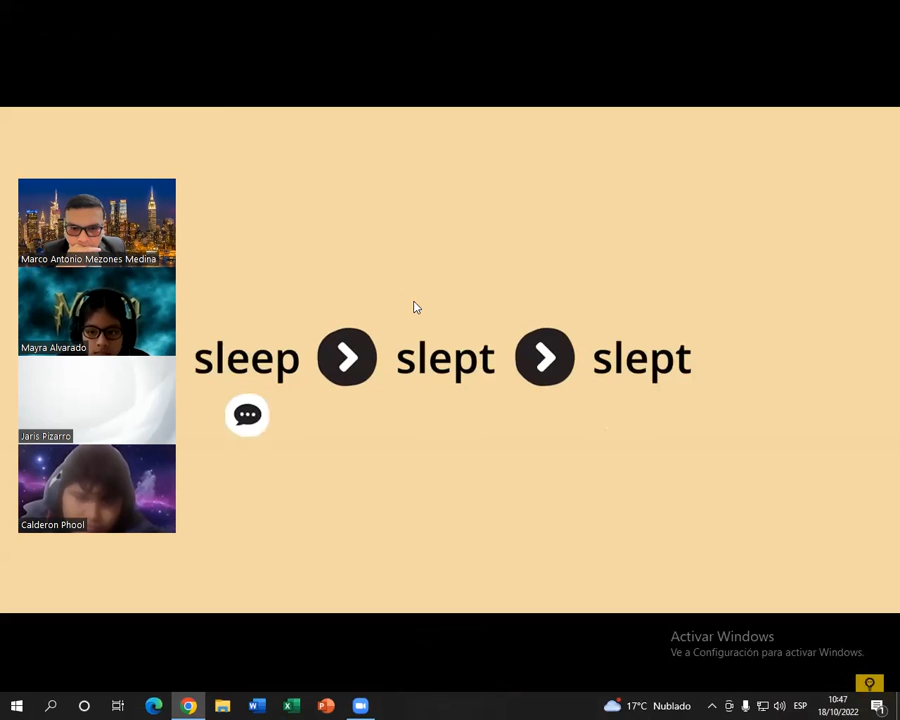 Marco Antonio Mezones Medina
Mayra Alvarado
Jaris Pizarro
Calderon Phool
sleep slept slept
Activar Windows
Ve a Configuración para activar Windows.
17°C Nublado ESP 10:47
18/10/2022